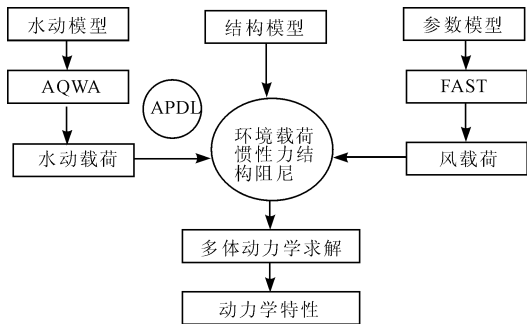 水动模型
结构模型
参数模型
AQWA
APDL
FAST
水动载荷
环境载荷
惯性力结
构阻尼
风载荷
多体动力学求解
动力学特性